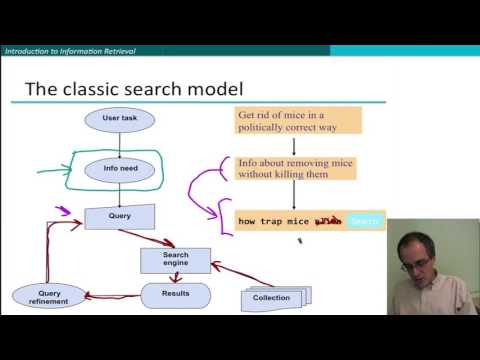 Introduction to Information Retrieval
The classic search model
User task
Info need
Query
Search
engine
Query
refinement
Results
Collection
Get rid of mice in a
politically correct way
Info about removing mice
without killing them
how trap mice alive
Search